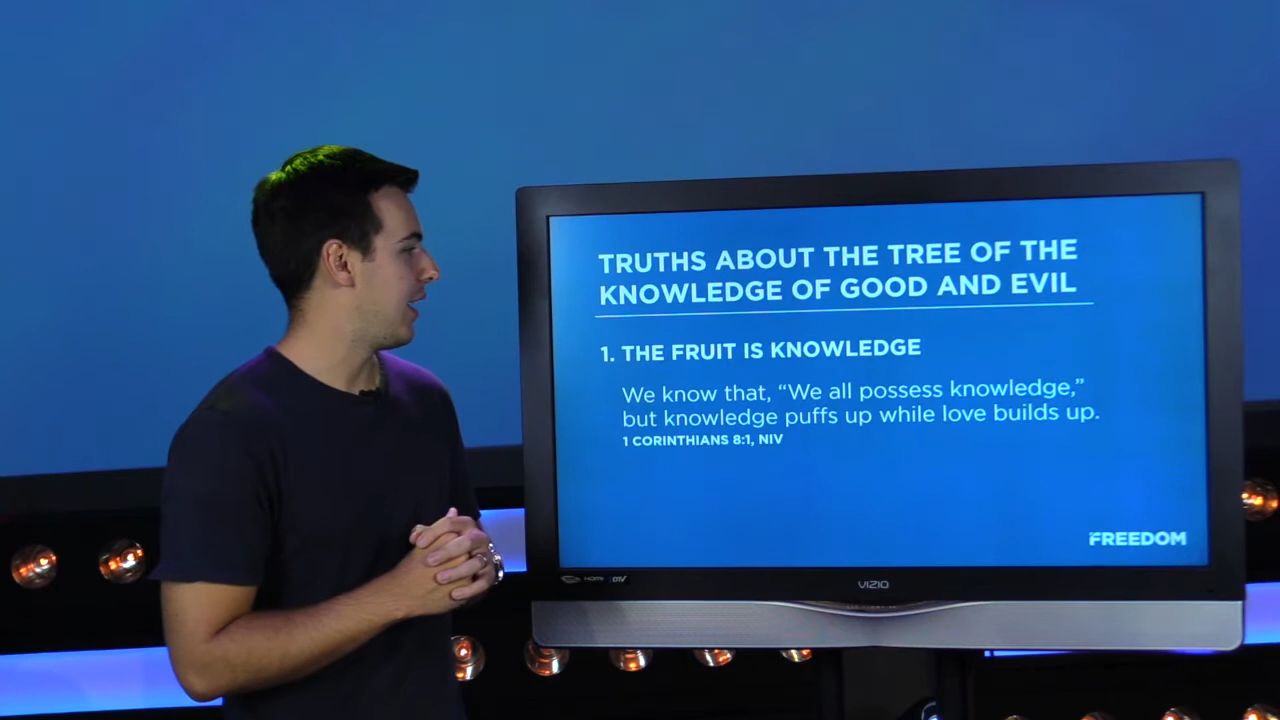 TRUTHS ABOUT THE TREE OF THE
KNOWLEDGE OF GOOD AND EVIL
1. THE FRUIT IS KNOWLEDGE
We know that, “We all possess knowledge,”
but knowledge puffs up while love builds up.
1 CORINTHIANS 8:1, NIV
FREEDOM
HDMI
VIZIO